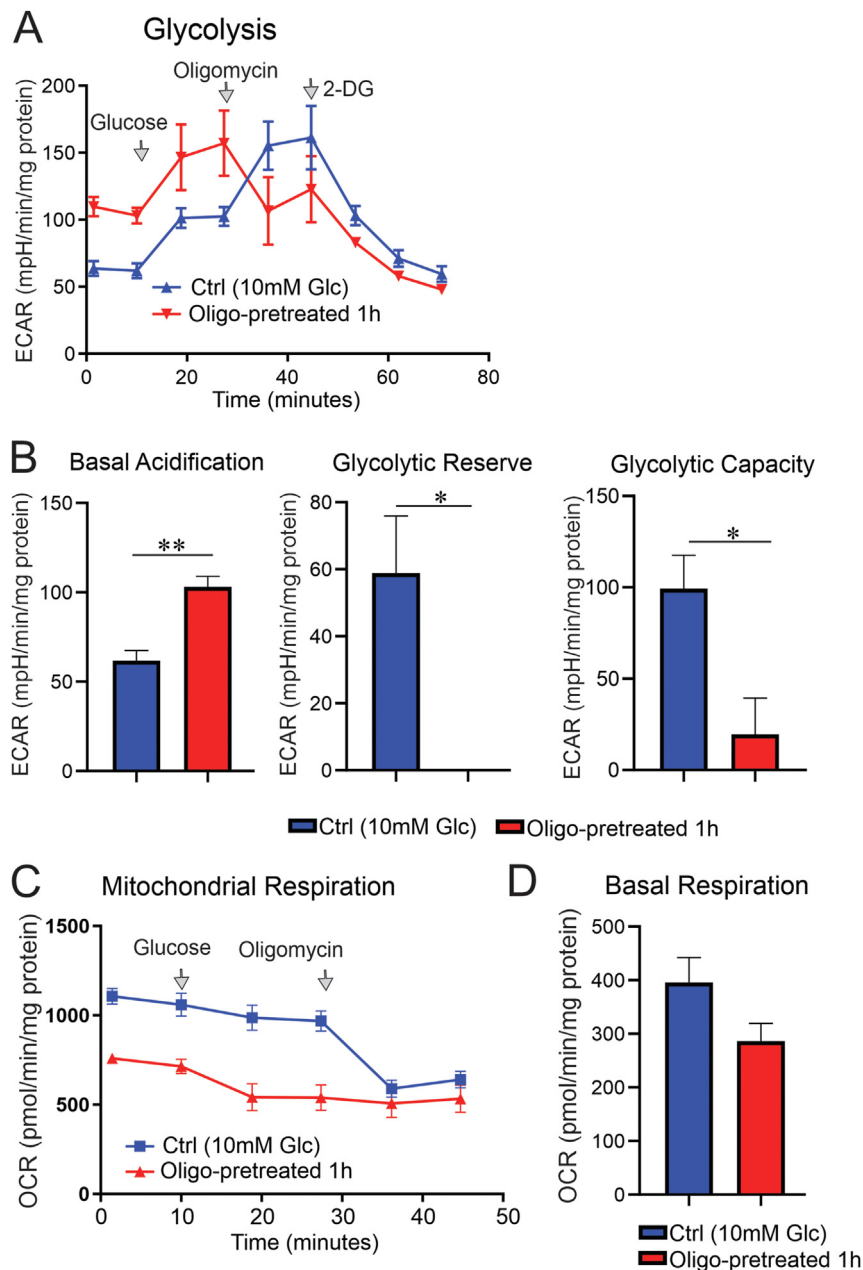 A
Glycolysis
Oligomycin
2-DG
Glucose
200
150
100
50
0
ECAR (mpH/min/mg protein)
Ctrl (10mM Glc)
Oligo-pretreated 1h
0 20 40 60 80
Time (minutes)
B
Basal Acidification
150
100
50
0
ECAR (mpH/min/mg protein)
**
Glycolytic Reserve
80
60
40
20
0
ECAR (mpH/min/mg protein)
*
Glycolytic Capacity
150
100
50
0
ECAR (mpH/min/mg protein)
*
Ctrl (10mM Glc) Oligo-pretreated 1h
C
Mitochondrial Respiration
Glucose Oligomycin
1500
1000
500
0
OCR (pmol/min/mg protein)
Ctrl (10mM Glc)
Oligo-pretreated 1h
0 10 20 30 40 50
Time (minutes)
D
Basal Respiration
500
400
300
200
100
0
OCR (pmol/min/mg protein)
Ctrl (10mM Glc)
Oligo-pretreated 1h